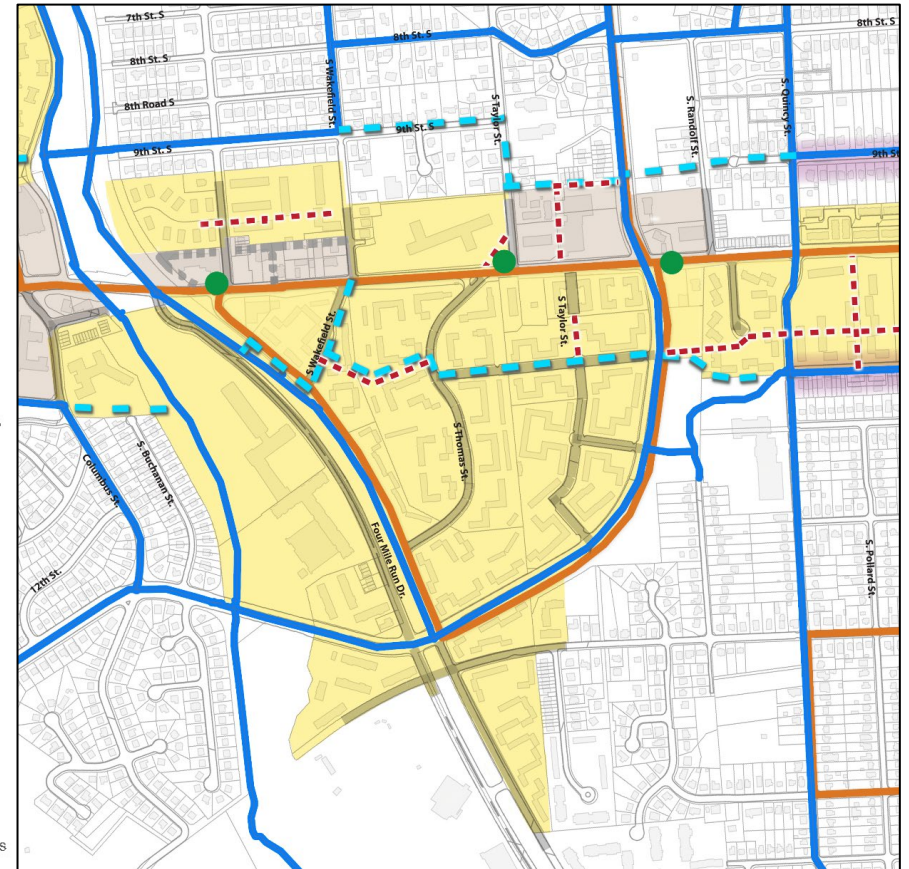 7th St. S
8th St. S
8th St. S
8th St. S
8th Road S
S Wakefield St.
S Taylor St.
S. Randolf St.
S. Quincy St.
9th St. S
9th St. S
9th St
S Wakefield St.
S Taylor St.
S Thomas St.
Columbus St.
S. Buchanan St.
Four Mile Run Dr.
12th St.
S. Pollard St.
s